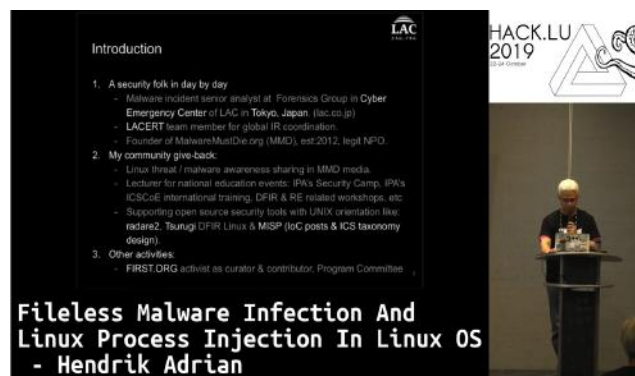 LAC
HACK.LU
2019
22-24 October
Introduction
1. A security folk in day by day
- Malware incident senior analyst at Forensics Group in Cyber
Emergency Center of LAC in Tokyo, Japan. (lac.co.jp)
- LACERT team member for global IR coordination.
- Founder of MalwareMustDie.org (MMD), est:2012, legit NPO.
2. My community give-back:
- Linux threat / malware awareness sharing in MMD media.
- Lecturer for national education events: IPA's Security Camp, IPA's
ICSCoE international training, DFIR & RE related workshops, etc
- Supporting open source security tools with UNIX orientation like:
radare2, Tsurugi DFIR Linux & MISP (IoC posts & ICS taxonomy
design).
3. Other activities:
- FIRST.ORG activist as curator & contributor, Program Committee
Fileless Malware Infection And
Linux Process Injection In Linux OS
- Hendrik Adrian